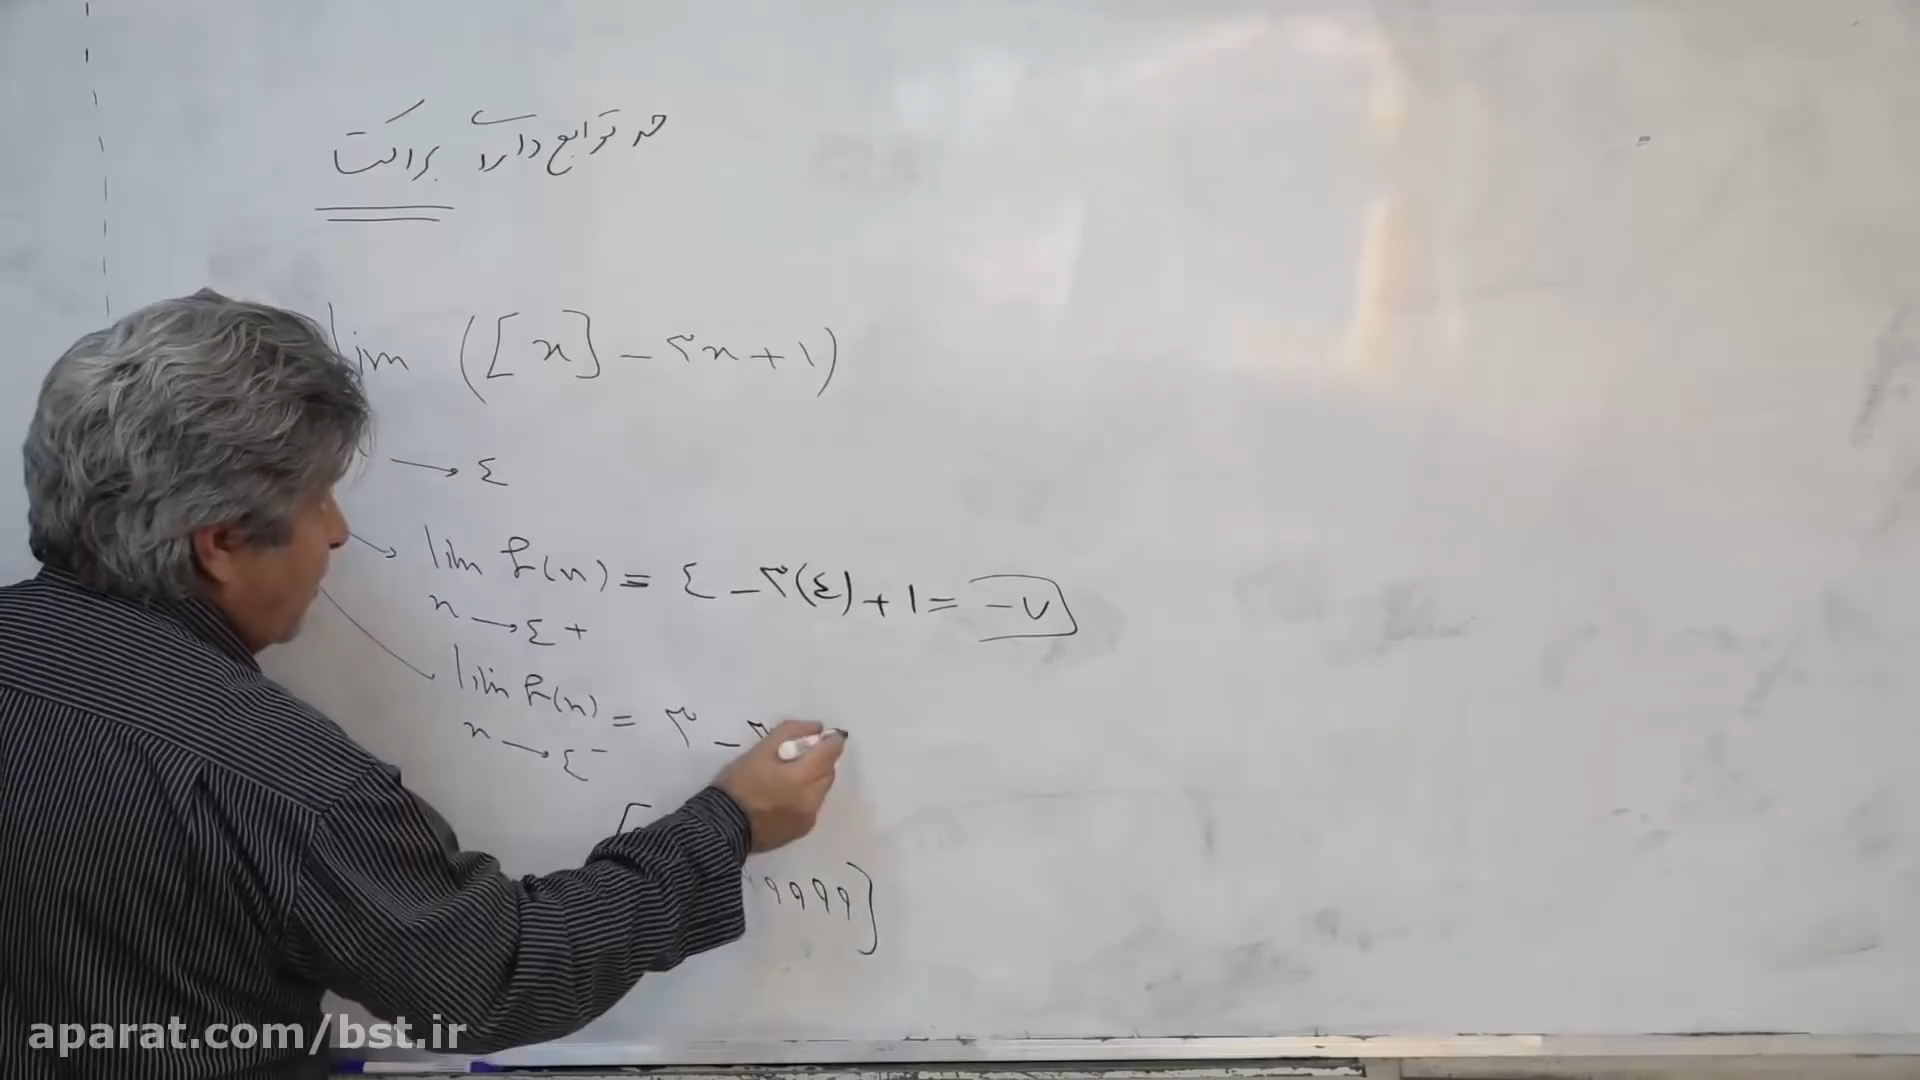 حد توابع دارای براکت
lim ([x] - ۳x + ۱)
→ ٤
lim f(x) = ٤ - ۳(٤) + ۱ = -۷
x → ٤+
lim f(x) = ۳ - ۳
x → ٤-
[
۹۹۹۹]
aparat.com/bst.ir